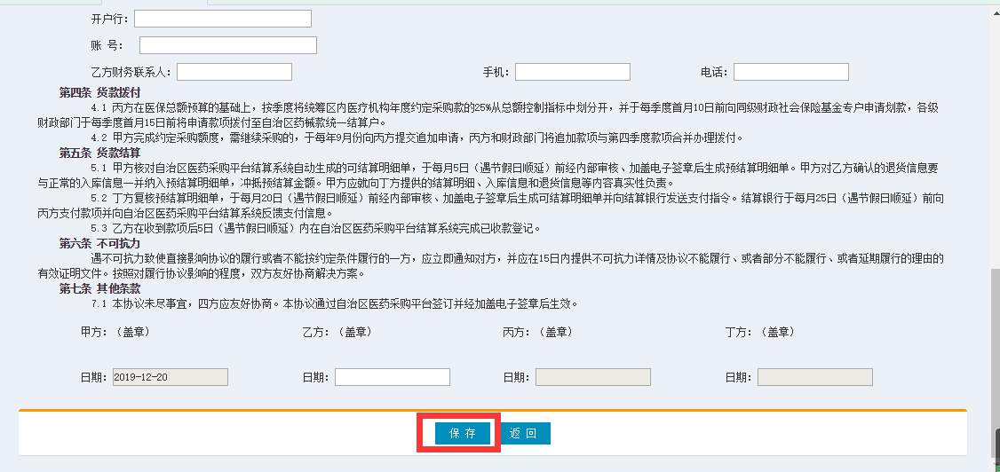 开户行：
账 号：
乙方财务联系人： 手机： 电话：
第四条 货款拨付
4.1 丙方在医保总额预算的基础上，按季度将统筹区内医疗机构年度约定采购款的25%从总额控制指标中划分开，并于每季度首月10日前向同级财政社会保险基金专户申请划款，各级
财政部门于每季度首月15日前将申请款项拨付至自治区药械款统一结算户。
4.2 甲方完成约定采购额度，需继续采购的，于每年9月份向丙方提交追加申请，丙方和财政部门将追加款项与第四季度款项合并办理拨付。
第五条 货款结算
5.1 甲方核对自治区医药采购平台结算系统自动生成的可结算明细单，于每月5日（遇节假日顺延）前经内部审核、加盖电子签章后生成预结算明细单。甲方对乙方确认的退货信息要
与正常的入库信息一并纳入预结算明细单，冲抵预结算金额。甲方应就向丁方提供的结算明细、入库信息和退货信息等内容真实性负责。
5.2 丁方复核预结算明细单，于每月20日（遇节假日顺延）前经内部审核、加盖电子签章后生成可结算明细单并向结算银行发送支付指令。结算银行于每月25日（遇节假日顺延）前向
丙方支付款项并向自治区医药采购平台结算系统反馈支付信息。
5.3 乙方在收到款项后5日（遇节假日顺延）内在自治区医药采购平台结算系统完成已收款登记。
第六条 不可抗力
遇不可抗力致使直接影响协议的履行或者不能按约定条件履行的一方，应立即通知对方，并应在15日内提供不可抗力详情及协议不能履行、或者部分不能履行、或者延期履行的理由的
有效证明文件。按照对履行协议影响的程度，双方友好协商解决方案。
第七条 其他条款
7.1 本协议未尽事宜，四方应友好协商。本协议通过自治区医药采购平台签订并经加盖电子签章后生效。
甲方：（盖章） 乙方：（盖章） 丙方：（盖章） 丁方：（盖章）
日期：2019-12-20 日期： 日期： 日期：
保 存 返 回